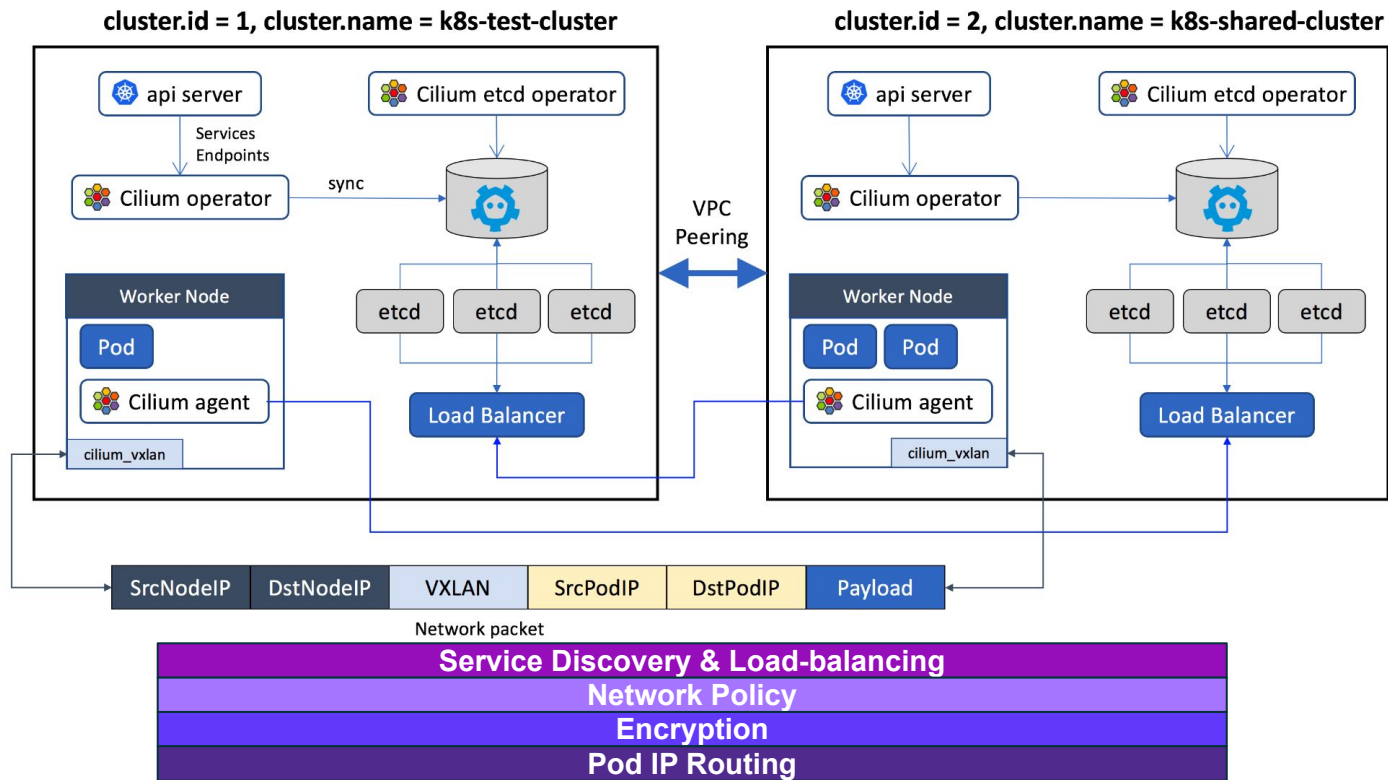 cluster.id = 1, cluster.name = k8s-test-cluster
api server
Cilium etcd operator
Services
Endpoints
Cilium operator
sync
Worker Node
Pod
Cilium agent
cilium_vxlan
etcd
etcd
etcd
Load Balancer
VPC
Peering
cluster.id = 2, cluster.name = k8s-shared-cluster
api server
Cilium etcd operator
Cilium operator
Worker Node
Pod
Pod
Cilium agent
cilium_vxlan
etcd
etcd
etcd
Load Balancer
SrcNodeIP
DstNodeIP
VXLAN
SrcPodIP
DstPodIP
Payload
Network packet
Service Discovery & Load-balancing
Network Policy
Encryption
Pod IP Routing